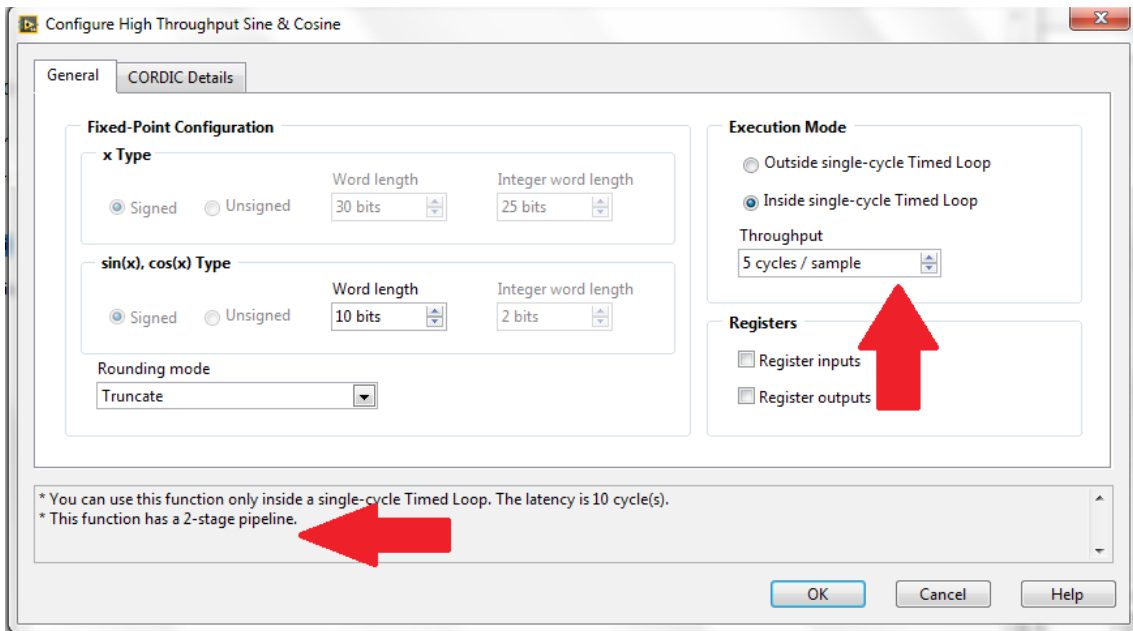 Configure High Throughput Sine & Cosine
General
CORDIC Details
Fixed-Point Configuration
x Type
Signed
Unsigned
Word length
30 bits
Integer word length
25 bits
sin(x), cos(x) Type
Signed
Unsigned
Word length
10 bits
Integer word length
2 bits
Rounding mode
Truncate
Execution Mode
Outside single-cycle Timed Loop
Inside single-cycle Timed Loop
Throughput
5 cycles / sample
Registers
Register inputs
Register outputs
* You can use this function only inside a single-cycle Timed Loop. The latency is 10 cycle(s).
* This function has a 2-stage pipeline.
OK
Cancel
Help